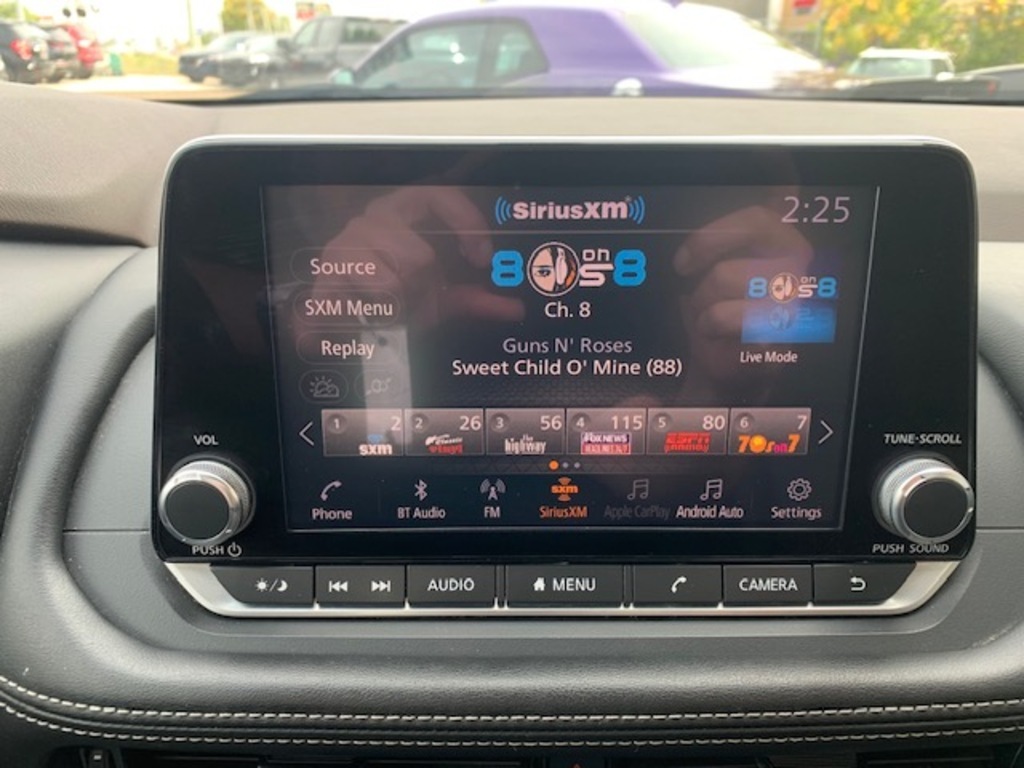 SiriusXM
2:25
8 on 8
8 on 8
Source
SXM Menu
Replay
Ch. 8
Live Mode
Guns N' Roses
Sweet Child O' Mine (88)
1 2 2 26 3 56 4 115 5 80 6 7
sxm the highway FOX NEWS ESPN 70s on 7
VOL
TUNE·SCROLL
Phone BT Audio FM sxm SiriusXM Apple CarPlay Android Auto Settings
PUSH
PUSH SOUND
AUDIO MENU CAMERA